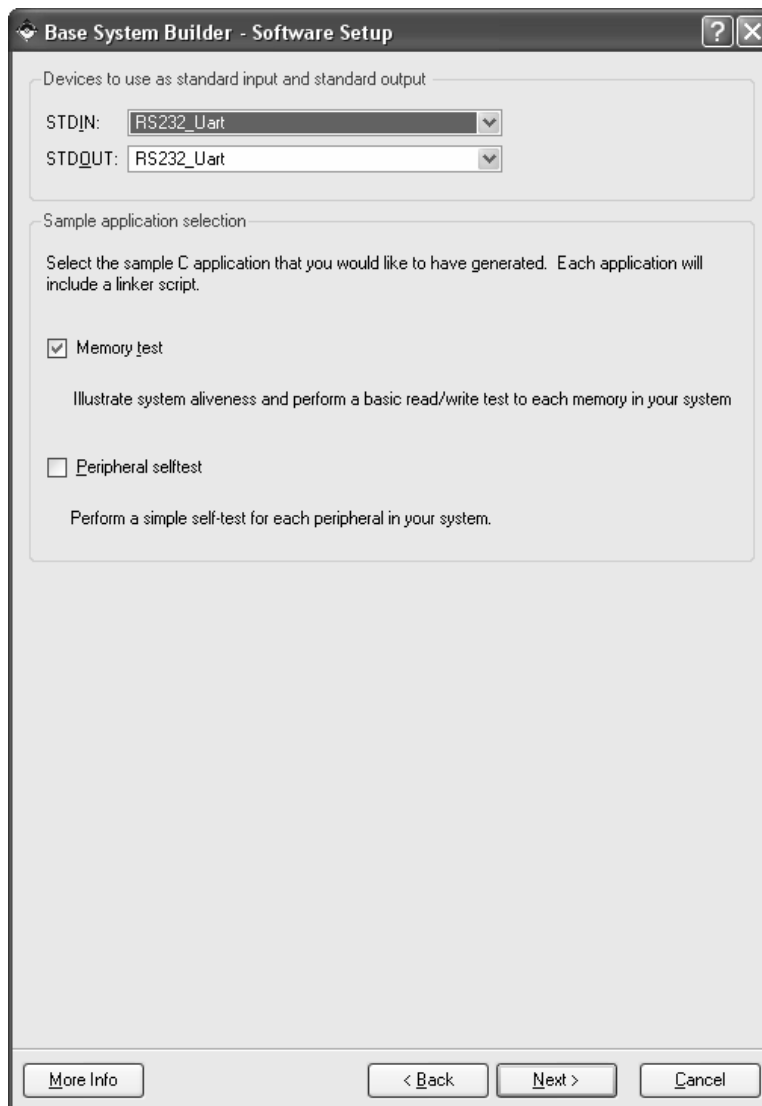 Base System Builder - Software Setup
Devices to use as standard input and standard output
STDIN: RS232_Uart
STDOUT: RS232_Uart
Sample application selection
Select the sample C application that you would like to have generated. Each application will
include a linker script.
Memory test
Illustrate system aliveness and perform a basic read/write test to each memory in your system
Peripheral selftest
Perform a simple self-test for each peripheral in your system.
More Info < Back Next > Cancel